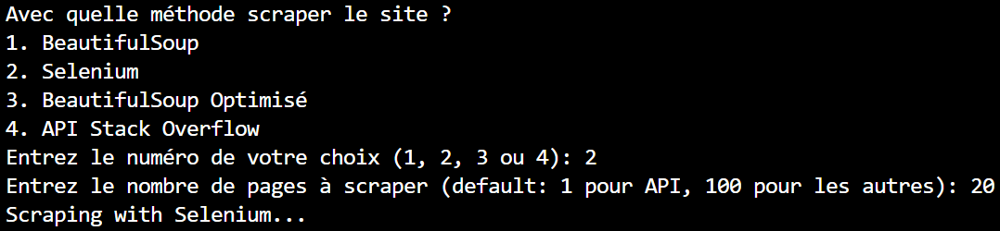 Avec quelle méthode scraper le site ?
1. BeautifulSoup
2. Selenium
3. BeautifulSoup Optimisé
4. API Stack Overflow
Entrez le numéro de votre choix (1, 2, 3 ou 4): 2
Entrez le nombre de pages à scraper (default: 1 pour API, 100 pour les autres): 20
Scraping with Selenium...